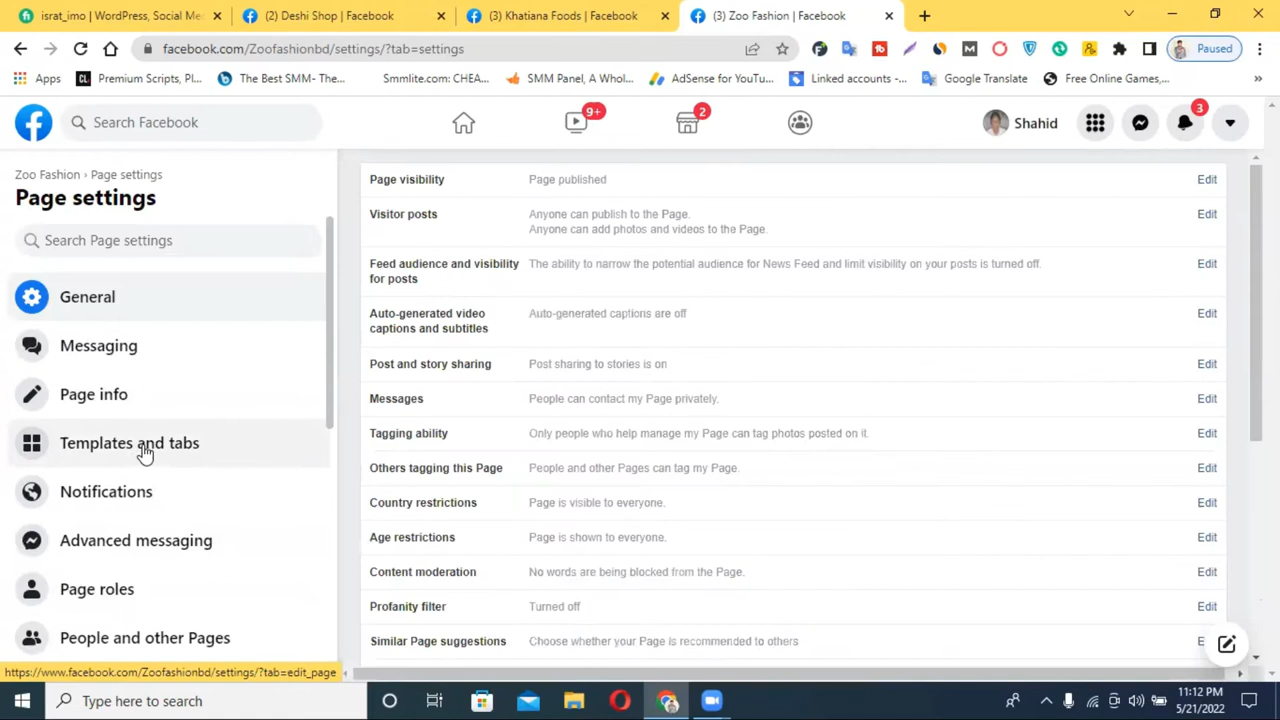 israt_imo | WordPress, Social Me
(2) Deshi Shop | Facebook
(3) Khatiana Foods | Facebook
(3) Zoo Fashion | Facebook
facebook.com/Zoofashionbd/settings/?tab=settings
Paused
Apps
Premium Scripts, Pl...
The Best SMM- The...
Smmlite.com: CHEA...
SMM Panel, A Whol...
AdSense for YouTu...
Linked accounts -...
Google Translate
Free Online Games,...
»
Search Facebook
9+
2
Shahid
3
Zoo Fashion › Page settings
Page settings
Search Page settings
General
Messaging
Page info
Templates and tabs
Notifications
Advanced messaging
Page roles
People and other Pages
Page visibility
Page published
Edit
Visitor posts
Anyone can publish to the Page.
Anyone can add photos and videos to the Page.
Edit
Feed audience and visibility
for posts
The ability to narrow the potential audience for News Feed and limit visibility on your posts is turned off.
Edit
Auto-generated video
captions and subtitles
Auto-generated captions are off
Edit
Post and story sharing
Post sharing to stories is on
Edit
Messages
People can contact my Page privately.
Edit
Tagging ability
Only people who help manage my Page can tag photos posted on it.
Edit
Others tagging this Page
People and other Pages can tag my Page.
Edit
Country restrictions
Page is visible to everyone.
Edit
Age restrictions
Page is shown to everyone.
Edit
Content moderation
No words are being blocked from the Page.
Edit
Profanity filter
Turned off
Edit
Similar Page suggestions
Choose whether your Page is recommended to others
https://www.facebook.com/Zoofashionbd/settings/?tab=edit_page
Type here to search
11:12 PM
5/21/2022